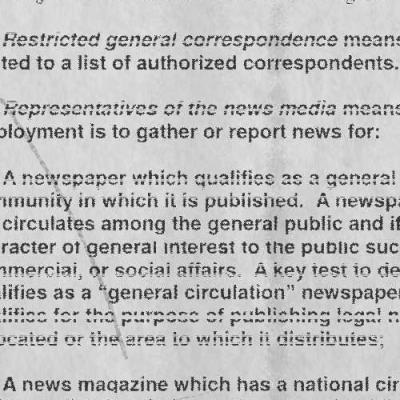 Restricted general correspondence means
ted to a list of authorized correspondents.
Representatives of the news media means
ployment is to gather or report news for:
A newspaper which qualifies as a general
mmunity in which it is published. A newspa
circulates among the general public and if
racter of general interest to the public suc
mmercial, or social affairs. A key test to de
lifies as a “general circulation” newspaper
lifies for the purpose of publishing legal n
ocated or the area to which it distributes;
A news magazine which has a national cir